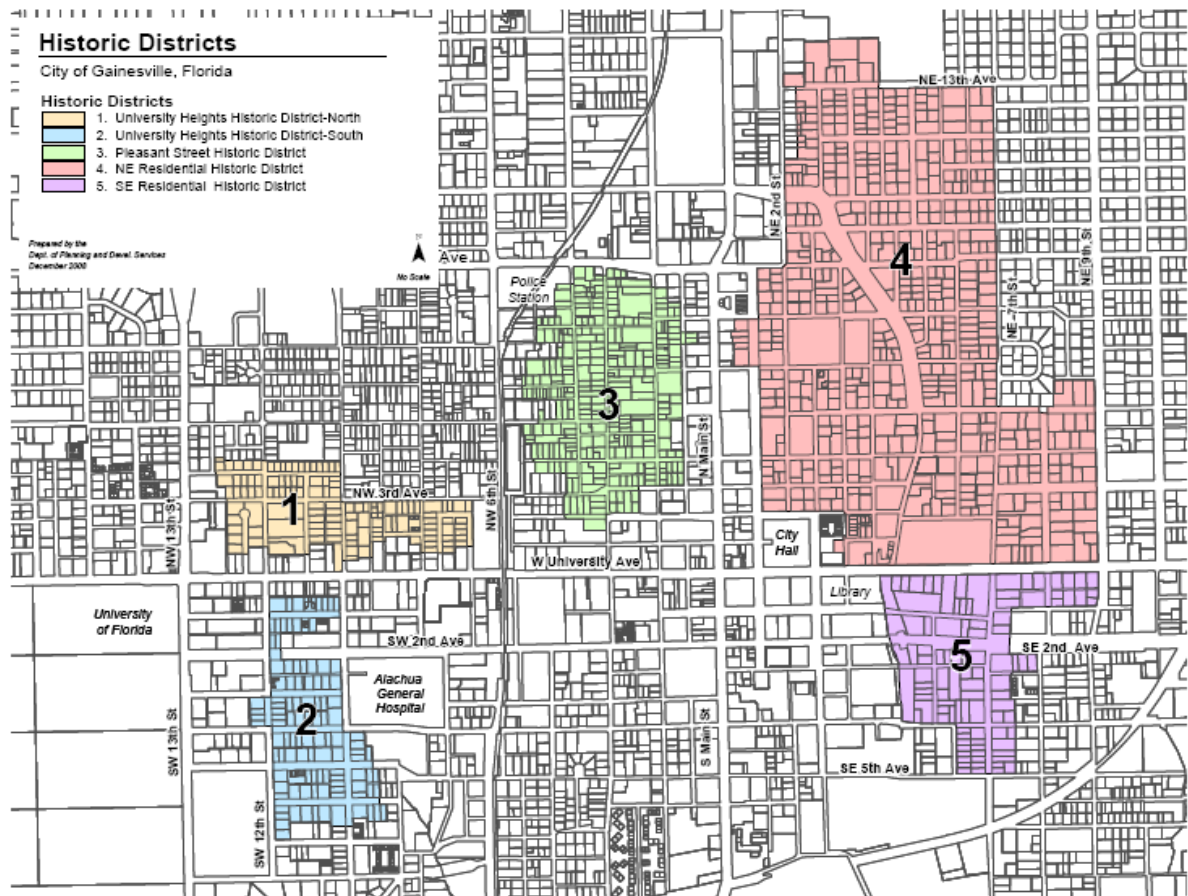 Historic Districts
City of Gainesville, Florida
Historic Districts
1. University Heights Historic District-North
2. University Heights Historic District-South
3. Pleasant Street Historic District
4. NE Residential Historic District
5. SE Residential Historic District
Prepared by the
Dept. of Planning and Devel. Services
December 2008
No Scale
Ave
NE 13th Ave
NE 2nd St
4
NE 9th St
Police
Station
NE 7th St
3
N Main St
1
NW 3rd Ave
NW 6th St
NW 13th St
City
Hall
W University Ave
Library
University
of Florida
SW 2nd Ave
5
SE 2nd Ave
Alachua
General
Hospital
2
SW 13th St
S Main St
SE 5th Ave
SW 12th St